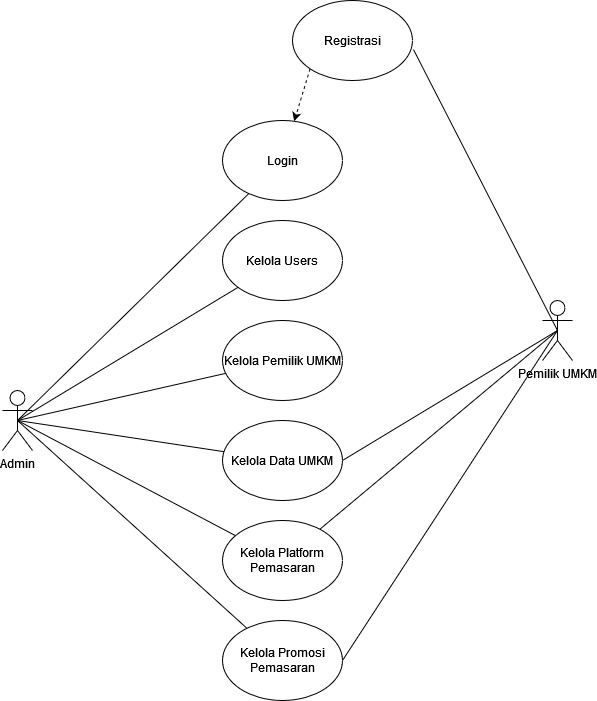 Registrasi
Login
Kelola Users
Kelola Pemilik UMKM
Pemilik UMKM
Kelola Data UMKM
Admin
Kelola Platform
Pemasaran
Kelola Promosi
Pemasaran